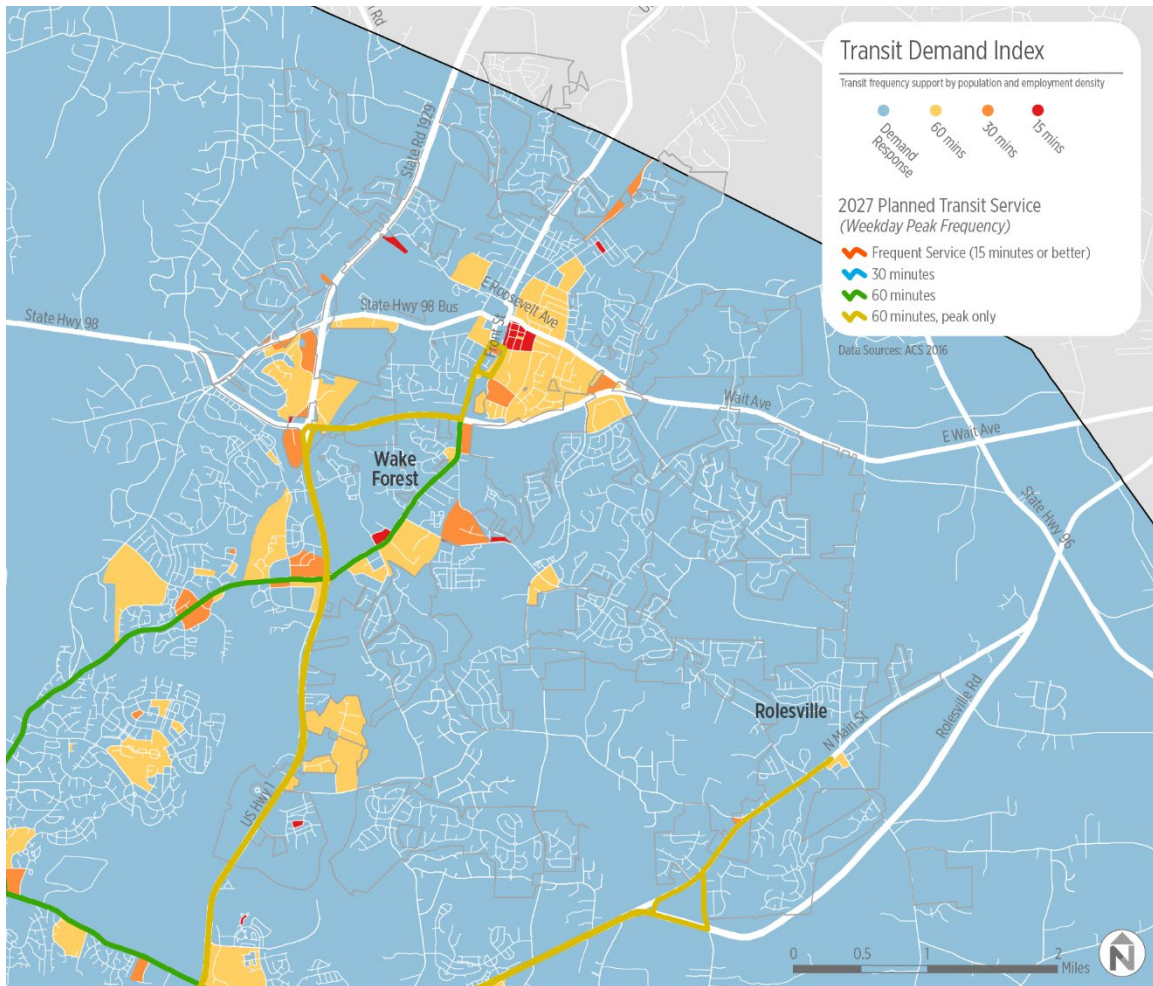 Rd
State Rd 1929
Transit Demand Index
Transit frequency support by population and employment density
Demand
Response
60 mins
30 mins
15 mins
2027 Planned Transit Service
(Weekday Peak Frequency)
Frequent Service (15 minutes or better)
30 minutes
60 minutes
60 minutes, peak only
Data Sources: ACS 2016
State Hwy 98
State Hwy 98 Bus
E Roosevelt Ave
Front St
Wait Ave
E Wait Ave
State Hwy 96
Wake
Forest
Rolesville
N Main St
Rolesville Rd
US Hwy 1
0
0.5
1
2
Miles
N